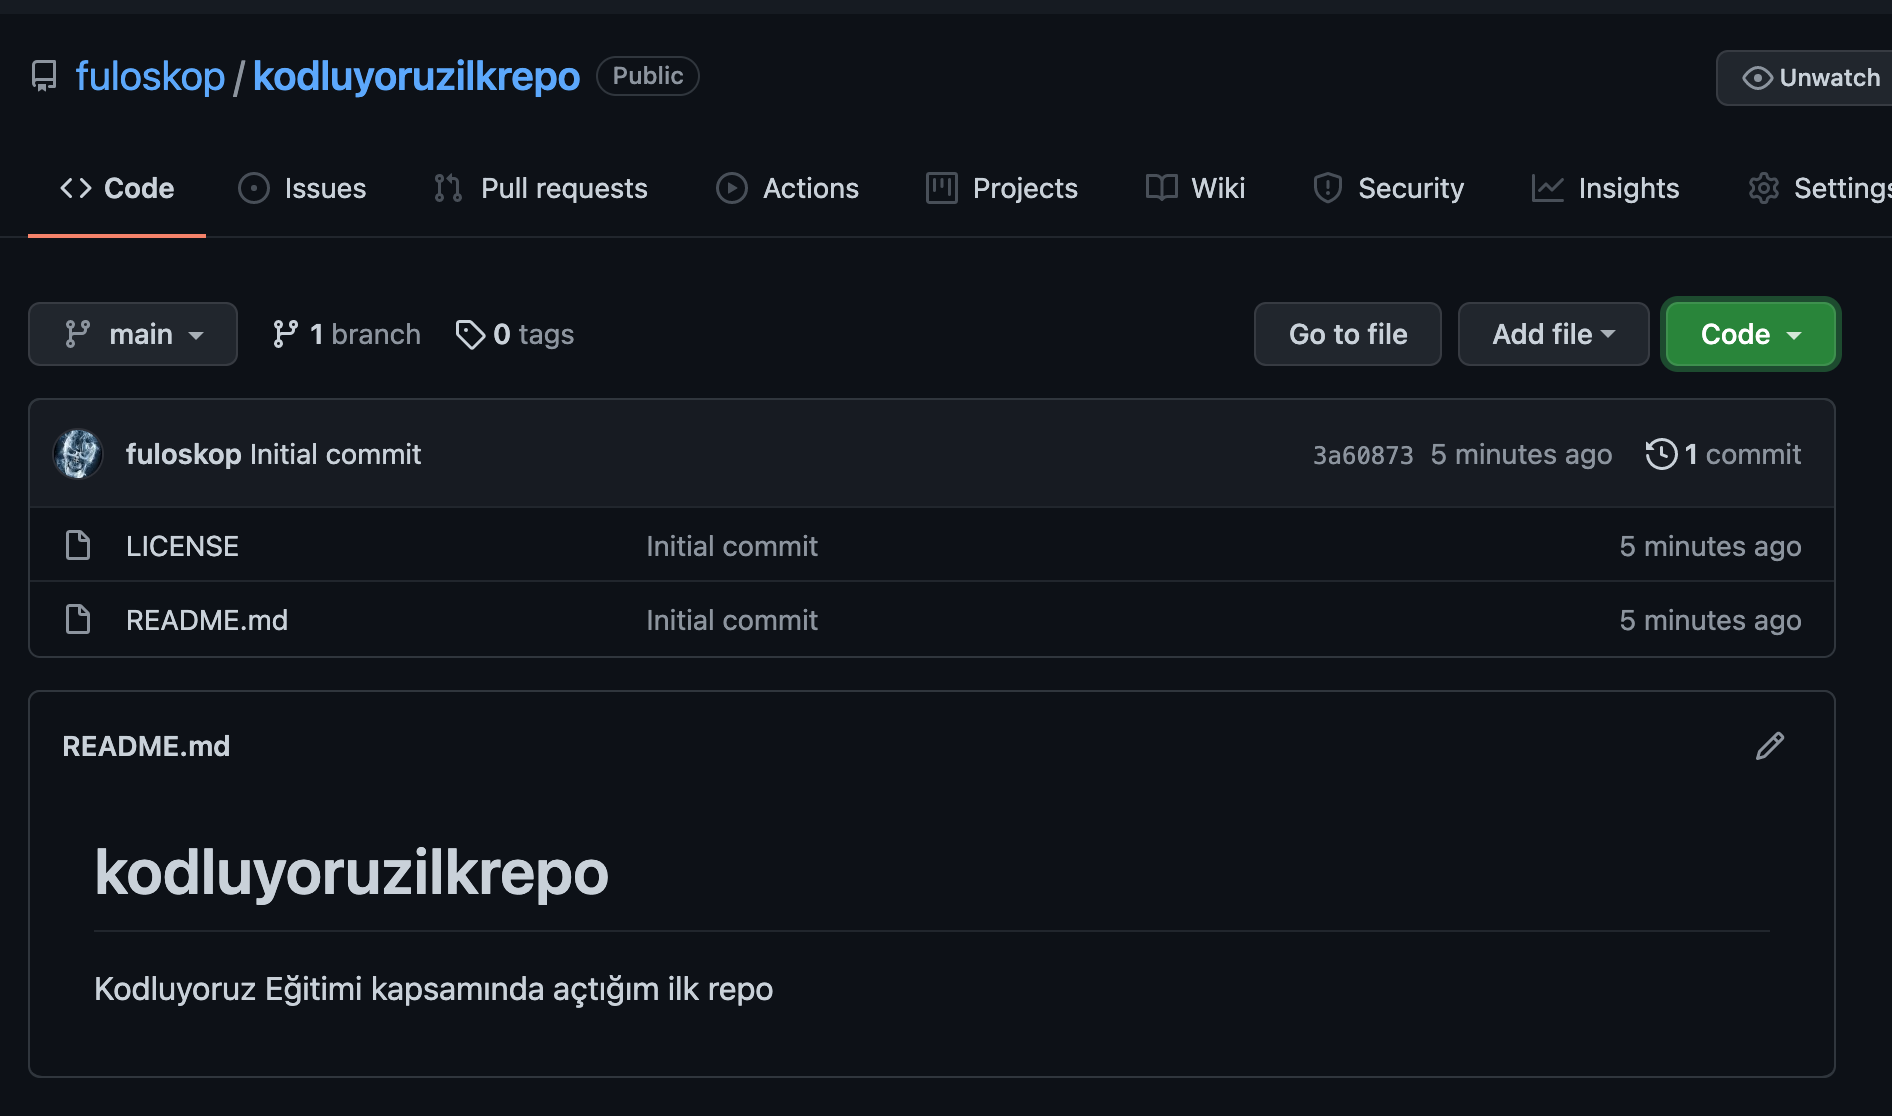 fuloskop / kodluyoruzilkrepo Public Unwatch
Code Issues Pull requests Actions Projects Wiki Security Insights Settings
main 1 branch 0 tags Go to file Add file Code
fuloskop Initial commit 3a60873 5 minutes ago 1 commit
LICENSE Initial commit 5 minutes ago
README.md Initial commit 5 minutes ago
README.md
kodluyoruzilkrepo
Kodluyoruz Eğitimi kapsamında açtığım ilk repo